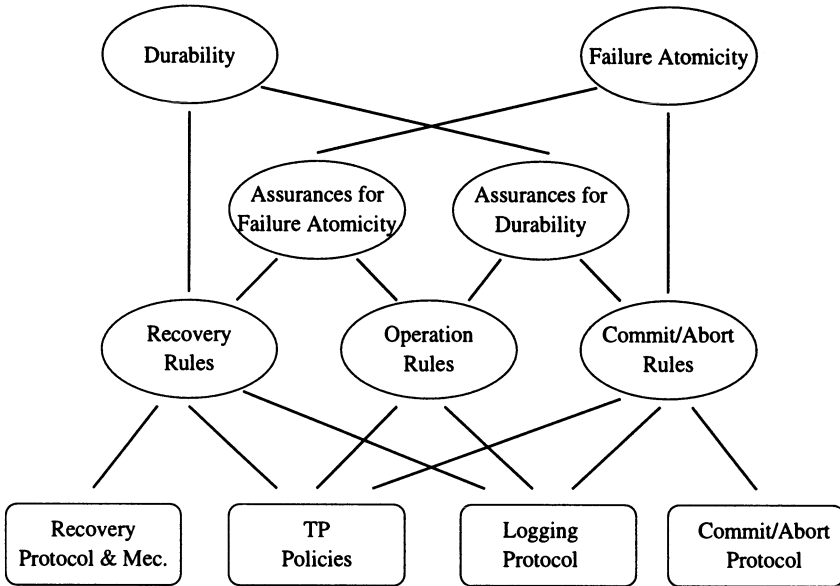 Durability
Failure Atomicity
Assurances for
Failure Atomicity
Assurances for
Durability
Recovery
Rules
Operation
Rules
Commit/Abort
Rules
Recovery
Protocol & Mec.
TP
Policies
Logging
Protocol
Commit/Abort
Protocol